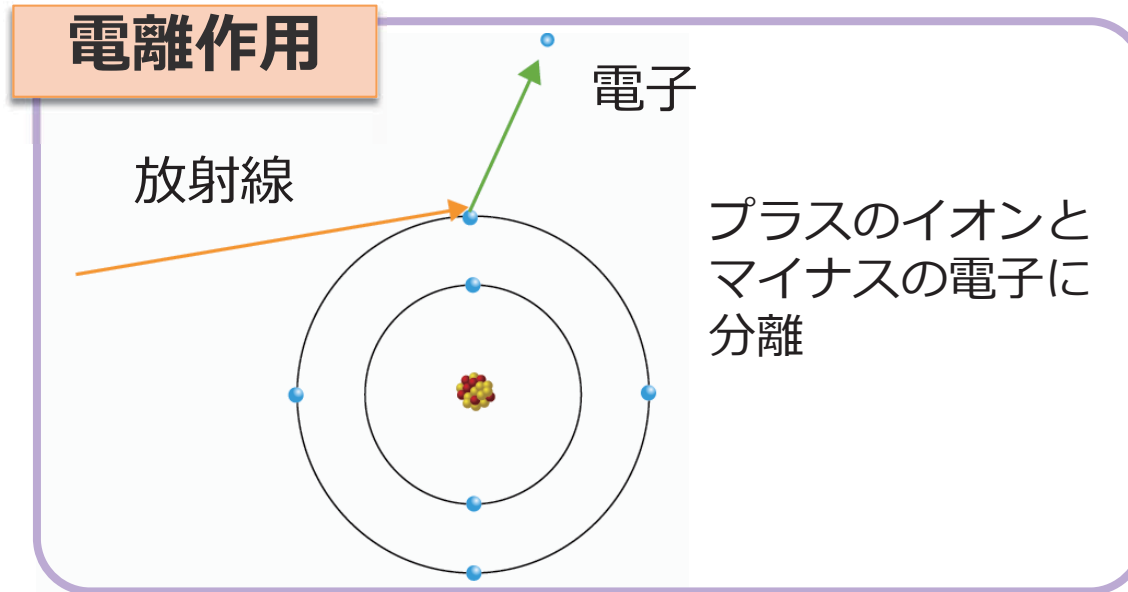 電離作用
電子
放射線
プラスのイオンと
マイナスの電子に
分離